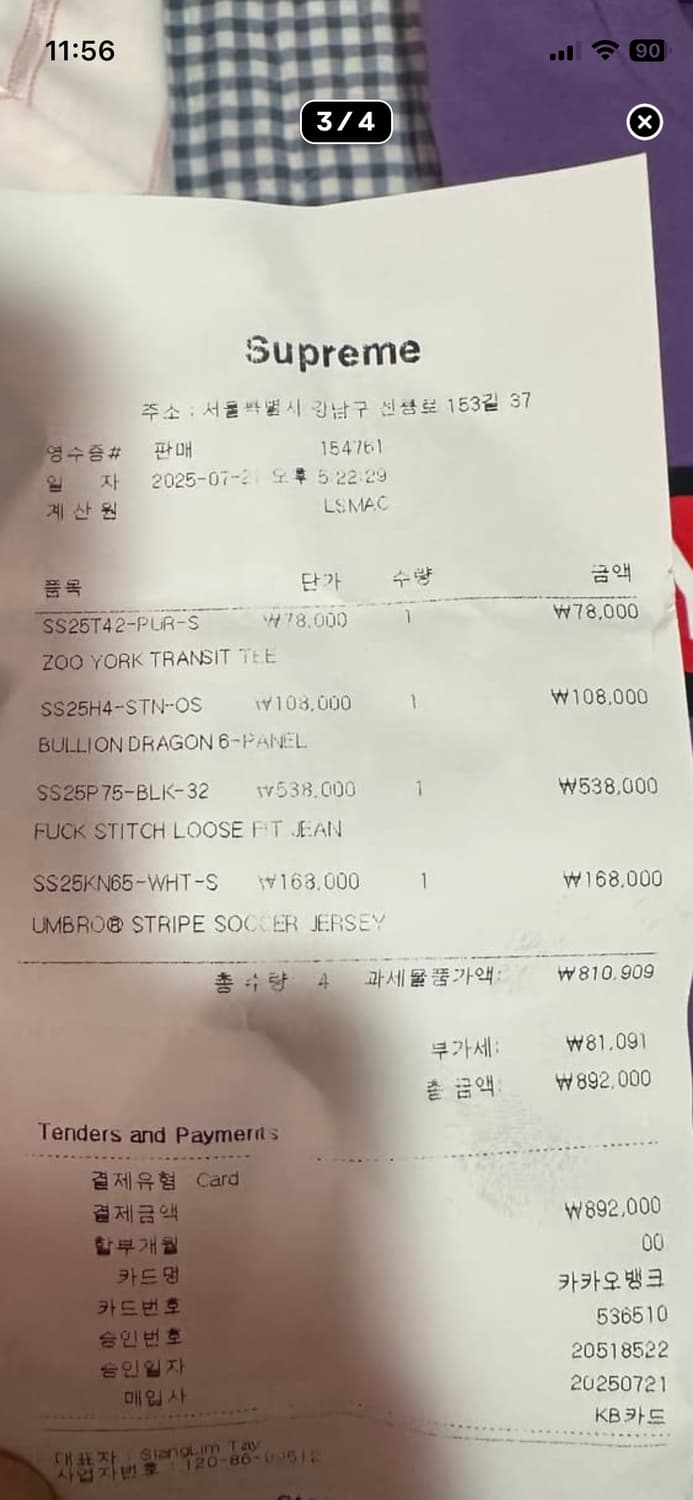 11:56
90
3/4
Supreme
주소 : 서울특별시 강남구 선릉로 153길 37
영수증# 판매 154761
일 자 2025-07-21 오후 5:22:29
계산원 LSMAC
품목 단가 수량 금액
SS25T42-PUR-S ₩78,000 1 ₩78,000
ZOO YORK TRANSIT TEE
SS25H4-STN-OS ₩108,000 1 ₩108,000
BULLION DRAGON 6-PANEL
SS25P75-BLK-32 ₩538,000 1 ₩538,000
FUCK STITCH LOOSE FIT JEAN
SS25KN65-WHT-S ₩168,000 1 ₩168,000
UMBRO® STRIPE SOCCER JERSEY
총 수량 4 과세물품가액: ₩810,909
부가세: ₩81,091
총 금액: ₩892,000
Tenders and Payments
결제유형 Card
결제금액 ₩892,000
할부개월 00
카드명 카카오뱅크
카드번호 536510
승인번호 20518522
승인일자 20250721
매입사 KB카드
대표자 : SiangLim Tay
사업자번호 :